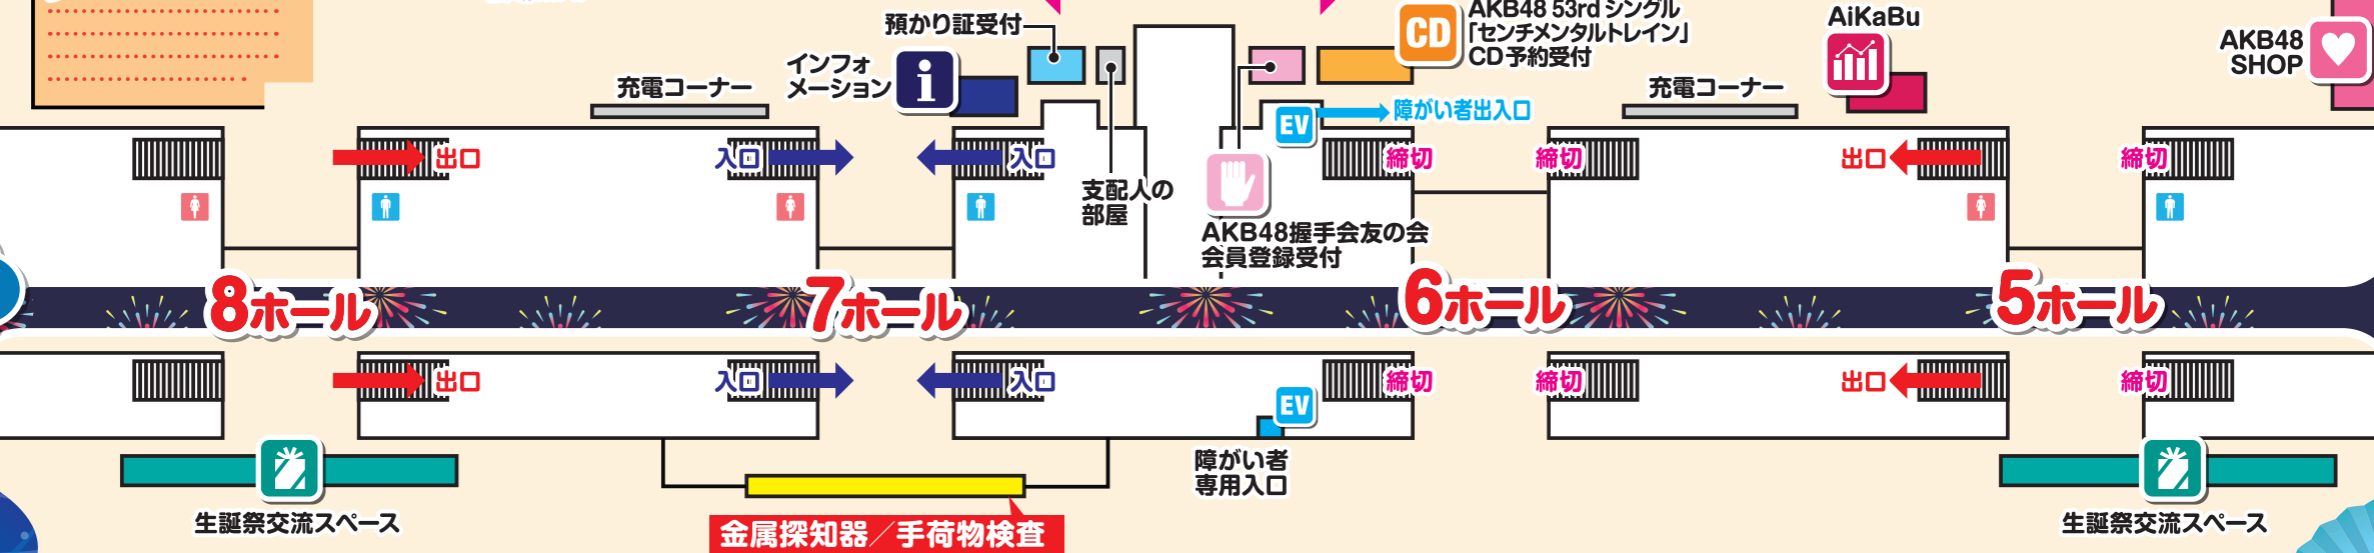 預かり証受付
インフォ
メーション
充電コーナー
CD
AKB48 53rdシングル
「センチメンタルトレイン」
CD予約受付
AiKaBu
AKB48
SHOP
充電コーナー
EV
障がい者出入口
出口
入口
入口
締切
締切
出口
締切
支配人の
部屋
AKB48握手会友の会
会員登録受付
8ホール
7ホール
6ホール
5ホール
出口
入口
入口
締切
締切
出口
締切
EV
障がい者
専用入口
生誕祭交流スペース
金属探知器／手荷物検査
生誕祭交流スペース